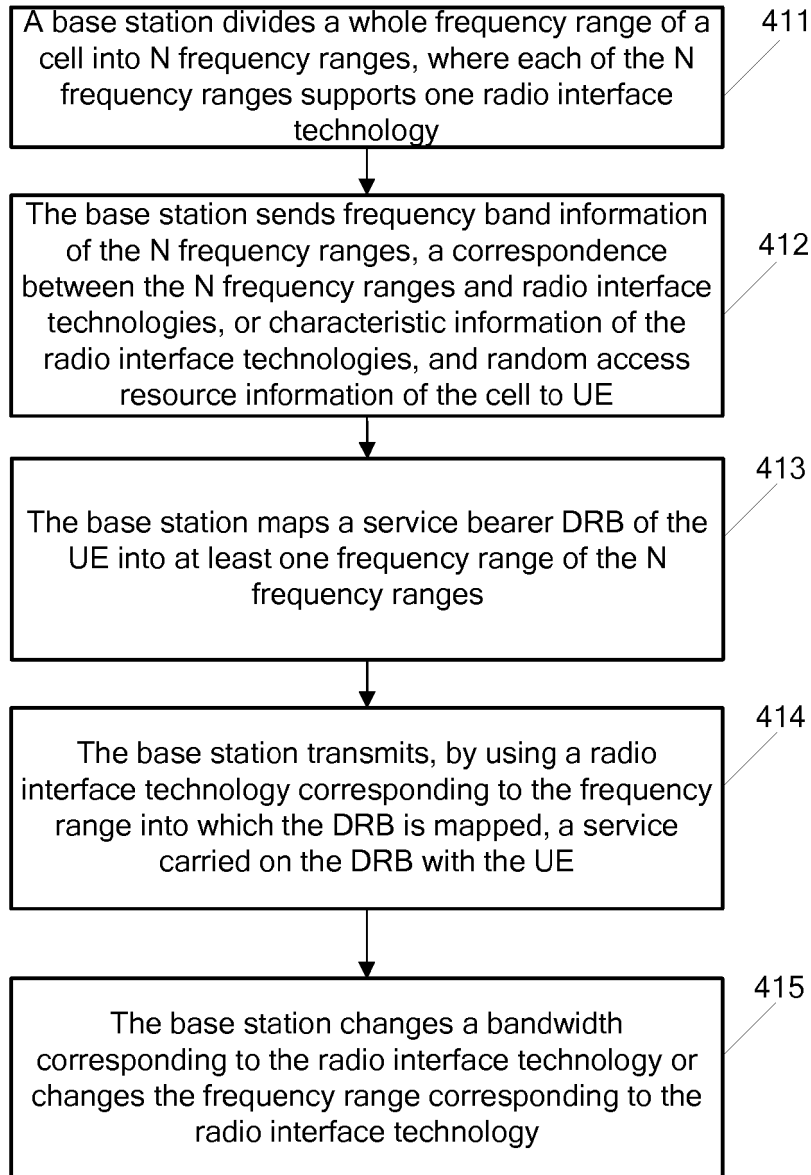 A base station divides a whole frequency range of a
cell into N frequency ranges, where each of the N
frequency ranges supports one radio interface
technology
411
The base station sends frequency band information
of the N frequency ranges, a correspondence
between the N frequency ranges and radio interface
technologies, or characteristic information of the
radio interface technologies, and random access
resource information of the cell to UE
412
The base station maps a service bearer DRB of the
UE into at least one frequency range of the N
frequency ranges
413
The base station transmits, by using a radio
interface technology corresponding to the frequency
range into which the DRB is mapped, a service
carried on the DRB with the UE
414
The base station changes a bandwidth
corresponding to the radio interface technology or
changes the frequency range corresponding to the
radio interface technology
415